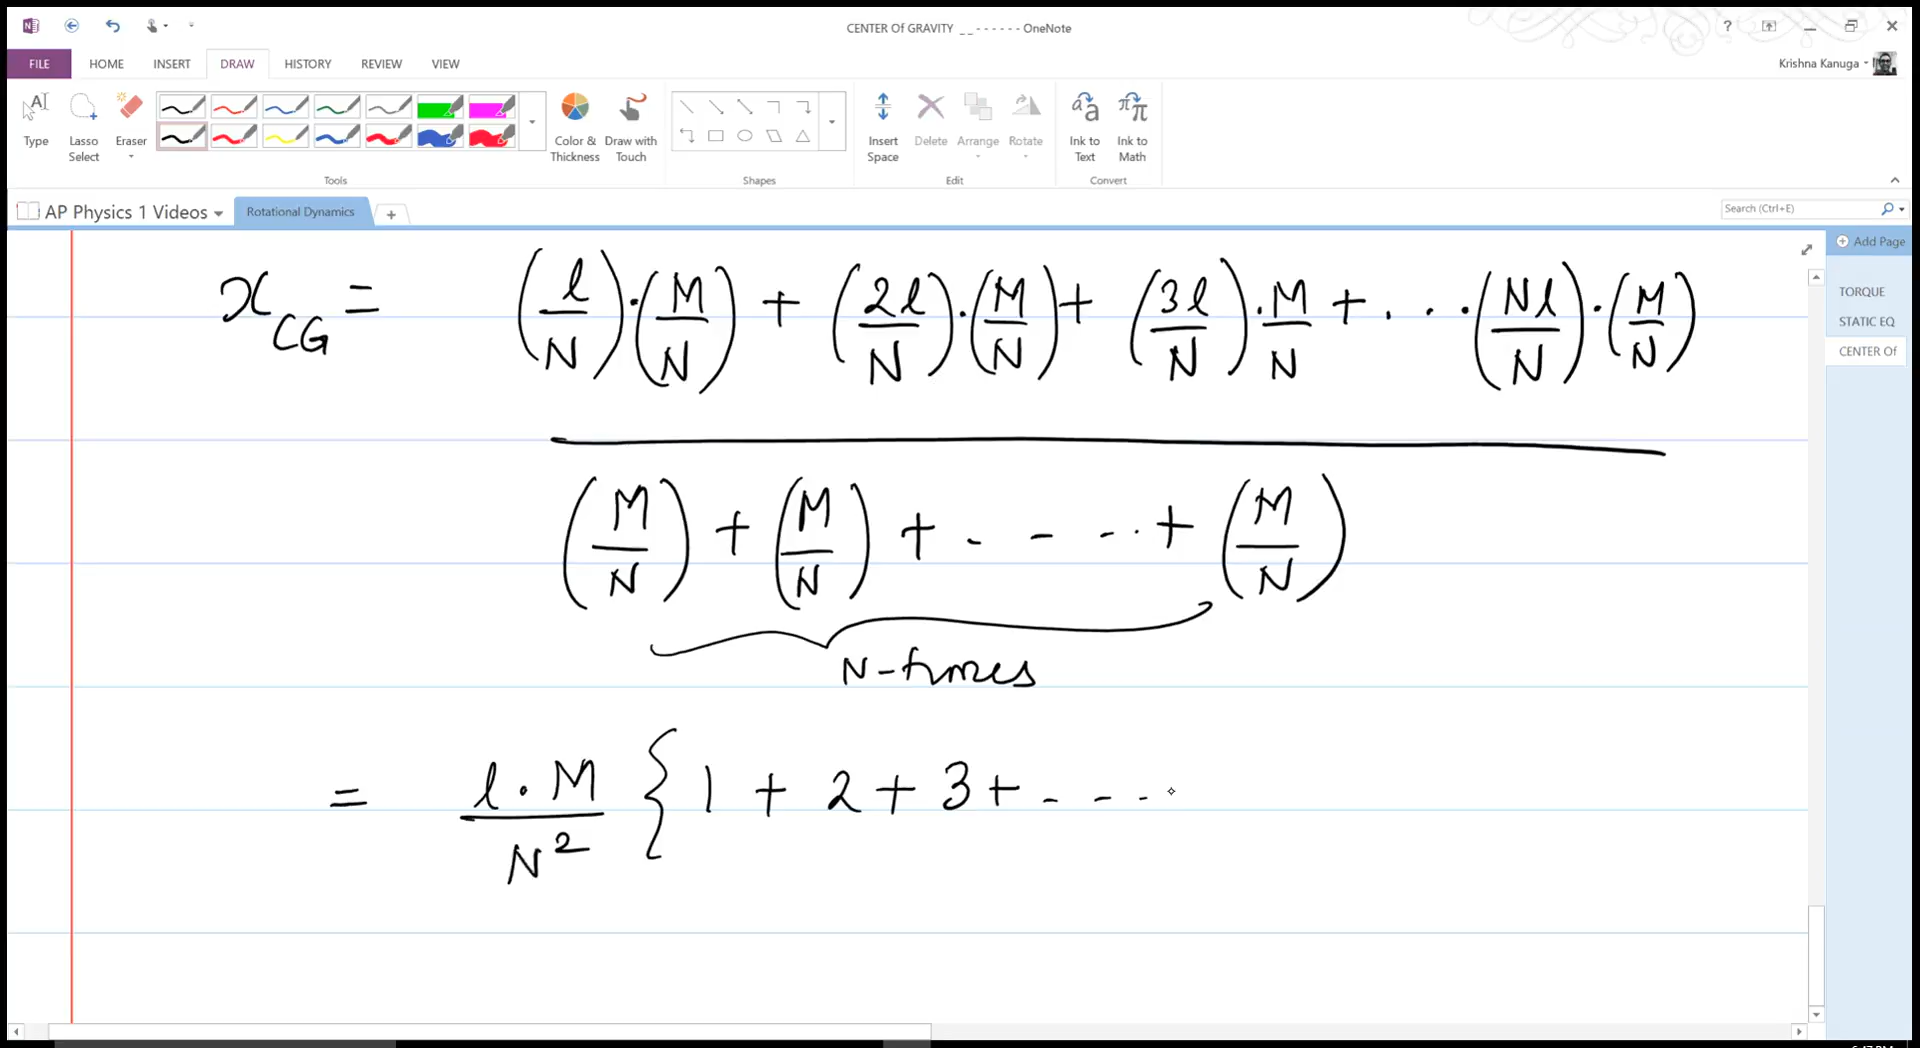 CENTER Of GRAVITY _ _ - - - - - - OneNote
?
Krishna Kanuga
FILE HOME INSERT DRAW HISTORY REVIEW VIEW
Type
Lasso Select
Eraser
Color & Thickness
Draw with Touch
Insert Space
Delete
Arrange
Rotate
Ink to Text
Ink to Math
Tools Shapes Edit Convert
AP Physics 1 Videos
Rotational Dynamics
+
Search (Ctrl+E)
Add Page
TORQUE
STATIC EQ
CENTER Of
x_CG = (l/N)·(M/N) + (2l/N)·(M/N) + (3l/N)·M/N + . . . ·(Nl/N)·(M/N)
(M/N) + (M/N) + - - - · + (M/N)
N-times
= l·M/N² { 1 + 2 + 3 + - - - ·